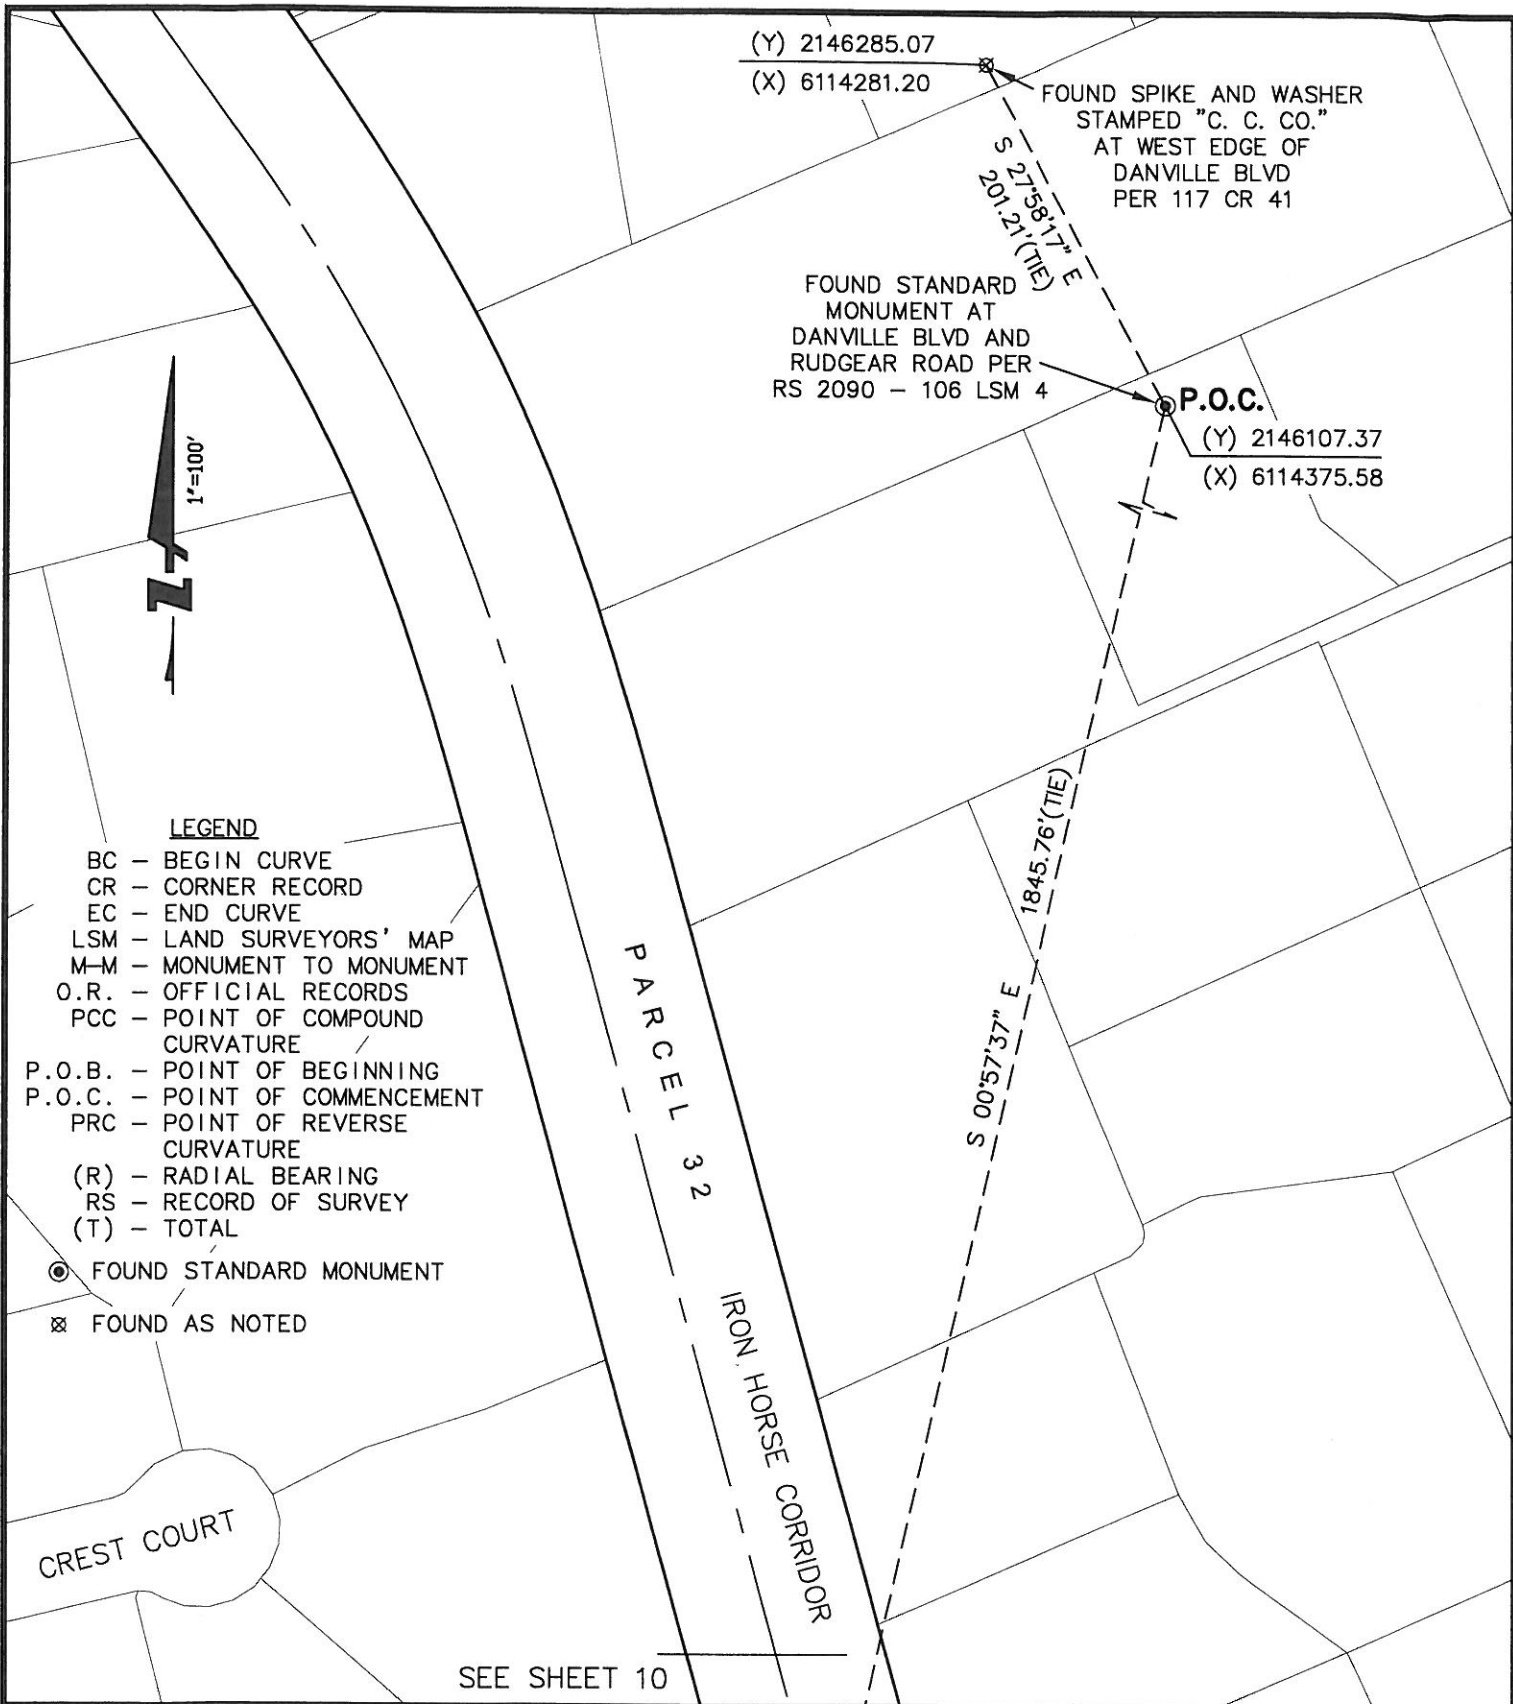 (Y) 2146285.07
(X) 6114281.20
FOUND SPIKE AND WASHER
STAMPED "C. C. CO."
AT WEST EDGE OF
DANVILLE BLVD
PER 117 CR 41
S 27°58'17" E
201.21'(TIE)
FOUND STANDARD
MONUMENT AT
DANVILLE BLVD AND
RUDGEAR ROAD PER
RS 2090 – 106 LSM 4
P.O.C.
(Y) 2146107.37
(X) 6114375.58
1"=100'
N
1845.76'(TIE)
S 00°57'37" E
LEGEND
BC – BEGIN CURVE
CR – CORNER RECORD
EC – END CURVE
LSM – LAND SURVEYORS' MAP
M–M – MONUMENT TO MONUMENT
O.R. – OFFICIAL RECORDS
PCC – POINT OF COMPOUND
CURVATURE
P.O.B. – POINT OF BEGINNING
P.O.C. – POINT OF COMMENCEMENT
PRC – POINT OF REVERSE
CURVATURE
(R) – RADIAL BEARING
RS – RECORD OF SURVEY
(T) – TOTAL
FOUND STANDARD MONUMENT
FOUND AS NOTED
PARCEL 32
IRON HORSE CORRIDOR
CREST COURT
SEE SHEET 10